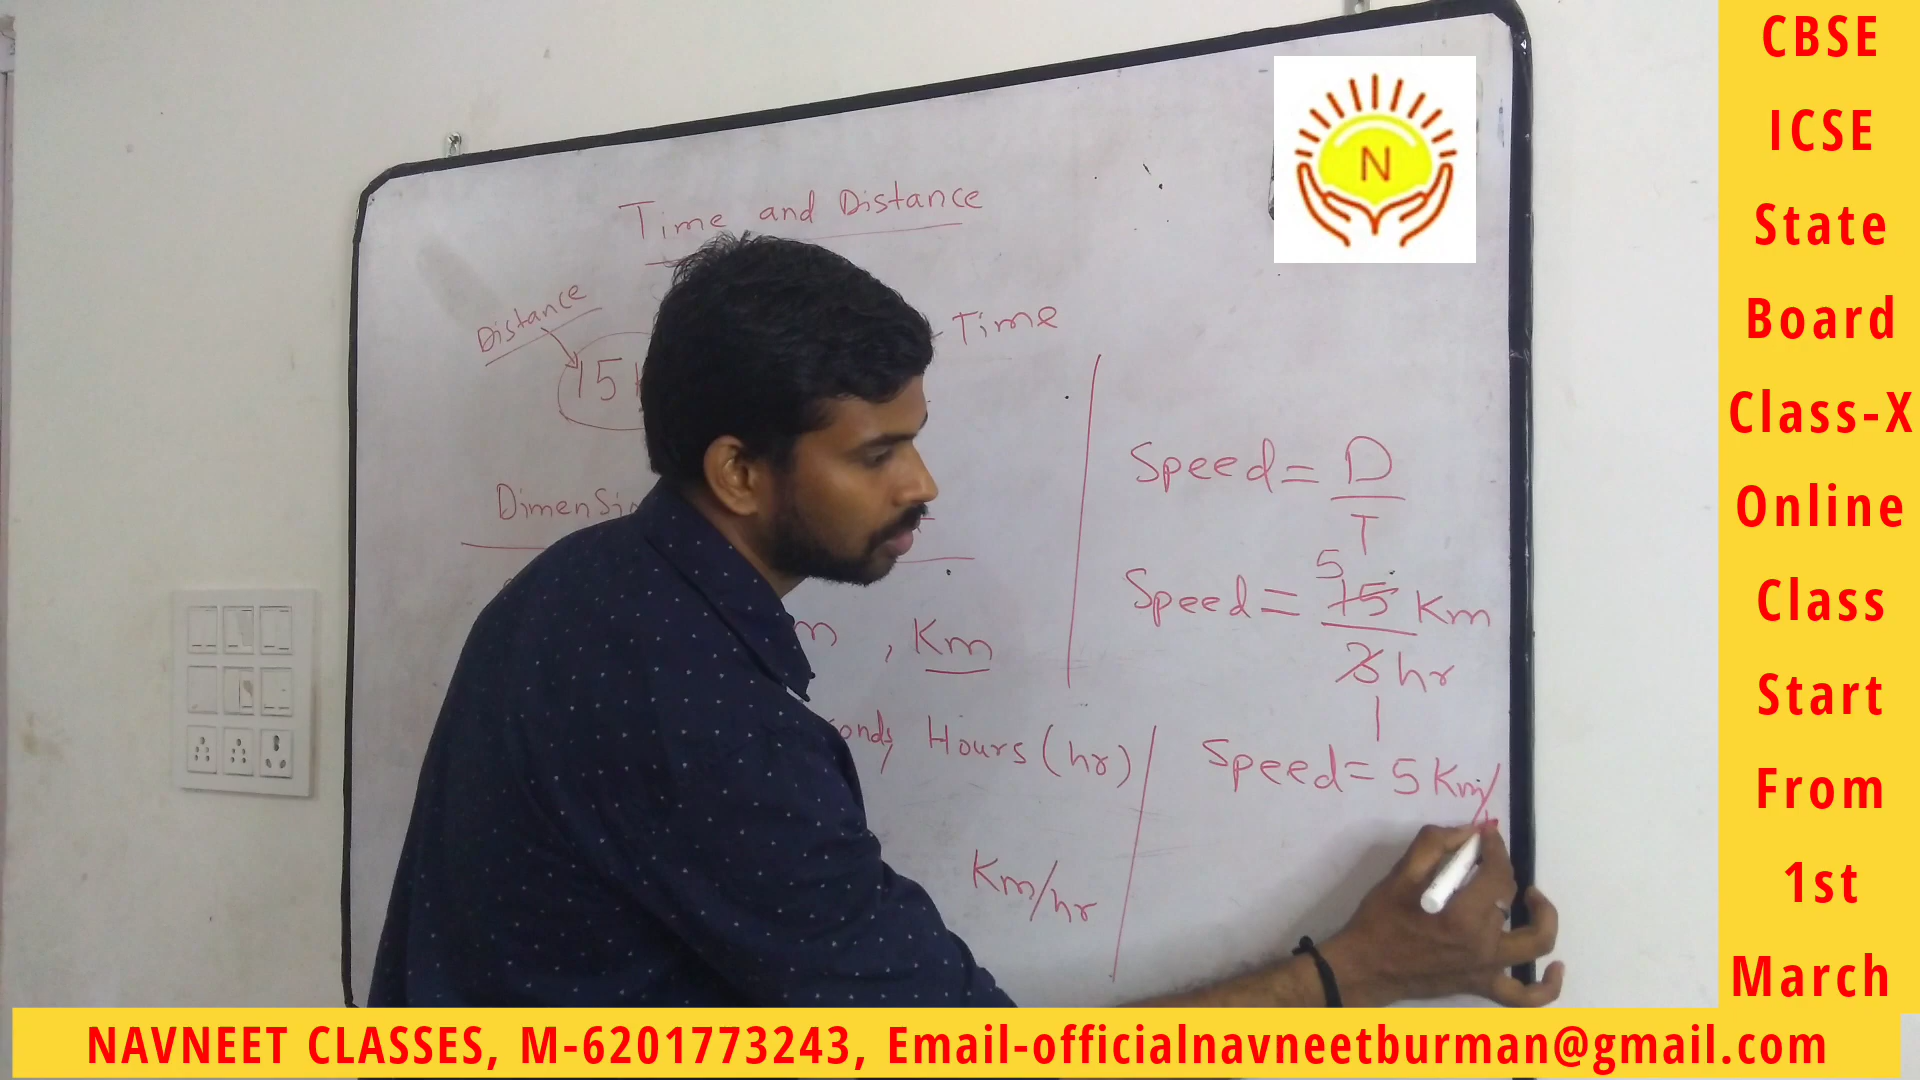 Time and Distance
Distance
Time
15
Speed = D
T
5
Speed = 15 Km
3 hr
1
, Km
Hours (hr)
Speed = 5 Km/
Km/hr
N
CBSE
ICSE
State
Board
Class-X
Online
Class
Start
From
1st
March
NAVNEET CLASSES, M-6201773243, Email-officialnavneetburman@gmail.com